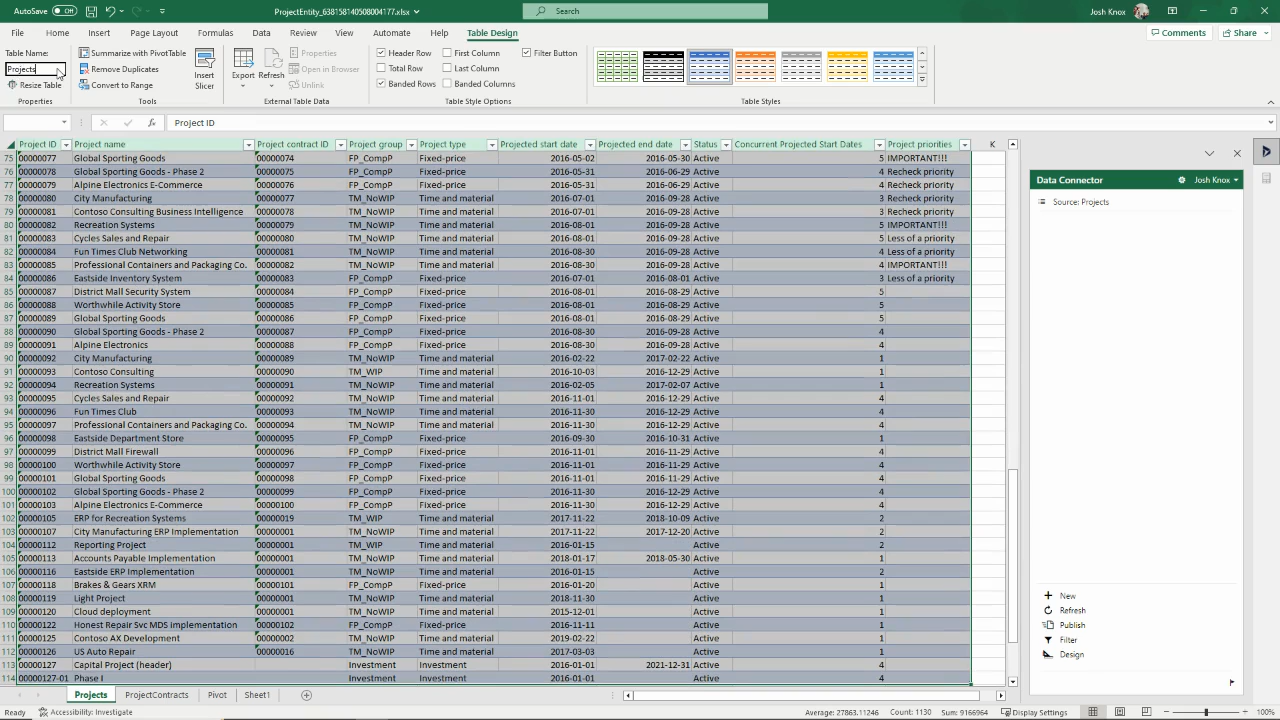 AutoSave Off ProjectEntity_638158140508004177.xlsx Search Josh Knox
File Home Insert Page Layout Formulas Data Review View Automate Help Table Design Comments Share
Table Name:
Projects
Resize Table
Properties
Summarize with PivotTable
Remove Duplicates
Convert to Range
Insert
Slicer
Tools
Export Refresh
Properties
Open in Browser
Unlink
External Table Data
Header Row First Column Filter Button
Total Row Last Column
Banded Rows Banded Columns
Table Style Options
Table Styles
fx Project ID
Project ID Project name Project contract ID Project group Project type Projected start date Projected end date Status Concurrent Projected Start Dates Project priorities K
75 00000077 Global Sporting Goods 00000074 FP_CompP Fixed-price 2016-05-02 2016-05-30 Active 5 IMPORTANT!!!
76 00000078 Global Sporting Goods - Phase 2 00000075 FP_CompP Fixed-price 2016-05-31 2016-06-29 Active 4 Recheck priority
77 00000079 Alpine Electronics E-Commerce 00000076 FP_CompP Fixed-price 2016-05-31 2016-06-29 Active 4 Recheck priority
78 00000080 City Manufacturing 00000077 TM_NoWIP Time and material 2016-07-01 2016-09-28 Active 3 Recheck priority
79 00000081 Contoso Consulting Business Intelligence 00000078 TM_NoWIP Time and material 2016-07-01 2016-09-28 Active 3 Recheck priority
80 00000082 Recreation Systems 00000079 TM_NoWIP Time and material 2016-08-01 2016-09-28 Active 5 IMPORTANT!!!
81 00000083 Cycles Sales and Repair 00000080 TM_NoWIP Time and material 2016-08-01 2016-09-28 Active 5 Less of a priority
82 00000084 Fun Times Club Networking 00000081 TM_NoWIP Time and material 2016-08-30 2016-09-28 Active 4 Less of a priority
83 00000085 Professional Containers and Packaging Co. 00000082 TM_NoWIP Time and material 2016-08-30 2016-09-28 Active 4 IMPORTANT!!!
84 00000086 Eastside Inventory System 00000083 FP_CompP Fixed-price 2016-07-01 2016-08-01 Active 3 Less of a priority
85 00000087 District Mall Security System 00000084 FP_CompP Fixed-price 2016-08-01 2016-08-29 Active 5
86 00000088 Worthwhile Activity Store 00000085 FP_CompP Fixed-price 2016-08-01 2016-08-29 Active 5
87 00000089 Global Sporting Goods 00000086 FP_CompP Fixed-price 2016-08-01 2016-08-29 Active 5
88 00000090 Global Sporting Goods - Phase 2 00000087 FP_CompP Fixed-price 2016-08-30 2016-09-28 Active 4
89 00000091 Alpine Electronics 00000088 FP_CompP Fixed-price 2016-08-30 2016-09-28 Active 4
90 00000092 City Manufacturing 00000089 TM_NoWIP Time and material 2016-02-22 2017-02-22 Active 1
91 00000093 Contoso Consulting 00000090 TM_WIP Time and material 2016-10-03 2016-12-29 Active 1
92 00000094 Recreation Systems 00000091 TM_NoWIP Time and material 2016-02-05 2017-02-07 Active 1
93 00000095 Cycles Sales and Repair 00000092 TM_NoWIP Time and material 2016-11-01 2016-12-29 Active 4
94 00000096 Fun Times Club 00000093 TM_NoWIP Time and material 2016-11-30 2016-12-29 Active 4
95 00000097 Professional Containers and Packaging Co. 00000094 TM_NoWIP Time and material 2016-11-30 2016-12-29 Active 4
96 00000098 Eastside Department Store 00000095 FP_CompP Fixed-price 2016-09-30 2016-10-31 Active 1
97 00000099 District Mall Firewall 00000096 FP_CompP Fixed-price 2016-11-01 2016-11-29 Active 4
98 00000100 Worthwhile Activity Store 00000097 FP_CompP Fixed-price 2016-11-01 2016-11-29 Active 4
99 00000101 Global Sporting Goods 00000098 FP_CompP Fixed-price 2016-11-01 2016-11-29 Active 4
100 00000102 Global Sporting Goods - Phase 2 00000099 FP_CompP Fixed-price 2016-11-30 2016-12-29 Active 4
101 00000103 Alpine Electronics E-Commerce 00000100 FP_CompP Fixed-price 2016-11-30 2016-12-29 Active 4
102 00000105 ERP for Recreation Systems 00000019 TM_WIP Time and material 2017-11-22 2018-10-09 Active 2
103 00000107 City Manufacturing ERP Implementation 00000001 TM_NoWIP Time and material 2017-11-22 2017-12-20 Active 2
104 00000112 Reporting Project 00000001 TM_WIP Time and material 2016-01-15 Active 2
105 00000113 Accounts Payable Implementation 00000001 TM_NoWIP Time and material 2018-01-17 2018-05-30 Active 1
106 00000116 Eastside ERP Implementation 00000001 TM_NoWIP Time and material 2016-01-15 Active 2
107 00000118 Brakes & Gears XRM 00000101 FP_CompP Fixed-price 2016-01-20 Active 1
108 00000119 Light Project 00000001 TM_NoWIP Time and material 2018-11-30 Active 1
109 00000120 Cloud deployment 00000001 TM_NoWIP Time and material 2015-12-01 Active 1
110 00000122 Honest Repair Svc MDS implementation 00000102 FP_CompP Fixed-price 2016-11-11 Active 1
111 00000125 Contoso AX Development 00000002 TM_NoWIP Time and material 2019-02-22 Active 1
112 00000126 US Auto Repair 00000016 TM_NoWIP Time and material 2017-03-03 Active 1
113 00000127 Capital Project (header) Investment Investment 2016-01-01 2021-12-31 Active 4
114 00000127-01 Phase I Investment Investment 2016-01-01 Active 4
Data Connector Josh Knox
Source: Projects
New
Refresh
Publish
Filter
Design
Projects ProjectContracts Pivot Sheet1
Ready Accessibility: Investigate Average: 27863.11246 Count: 1130 Sum: 9166964 Display Settings 100%